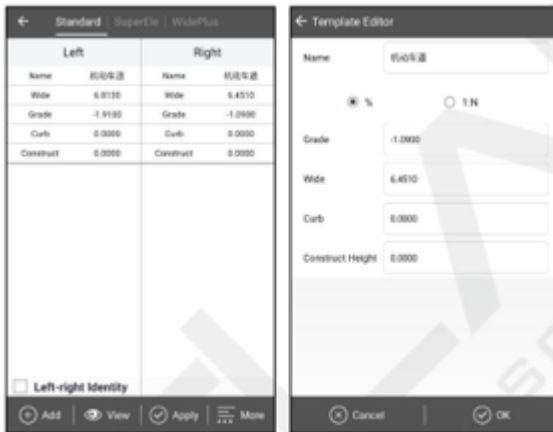 ← Standard | SuperEle | WidePlus
Left Right
Name 机动车道 Name 机动车道
Wide 6.8130 Wide 6.4510
Grade -1.9100 Grade -1.0900
Curb 0.0000 Curb 0.0000
Construct 0.0000 Construct 0.0000
Left-right Identity
Add View Apply More
← Template Editor
Name 机动车道
% 1:N
Grade -1.0900
Wide 6.4510
Curb 0.0000
Construct Height 0.0000
Cancel OK